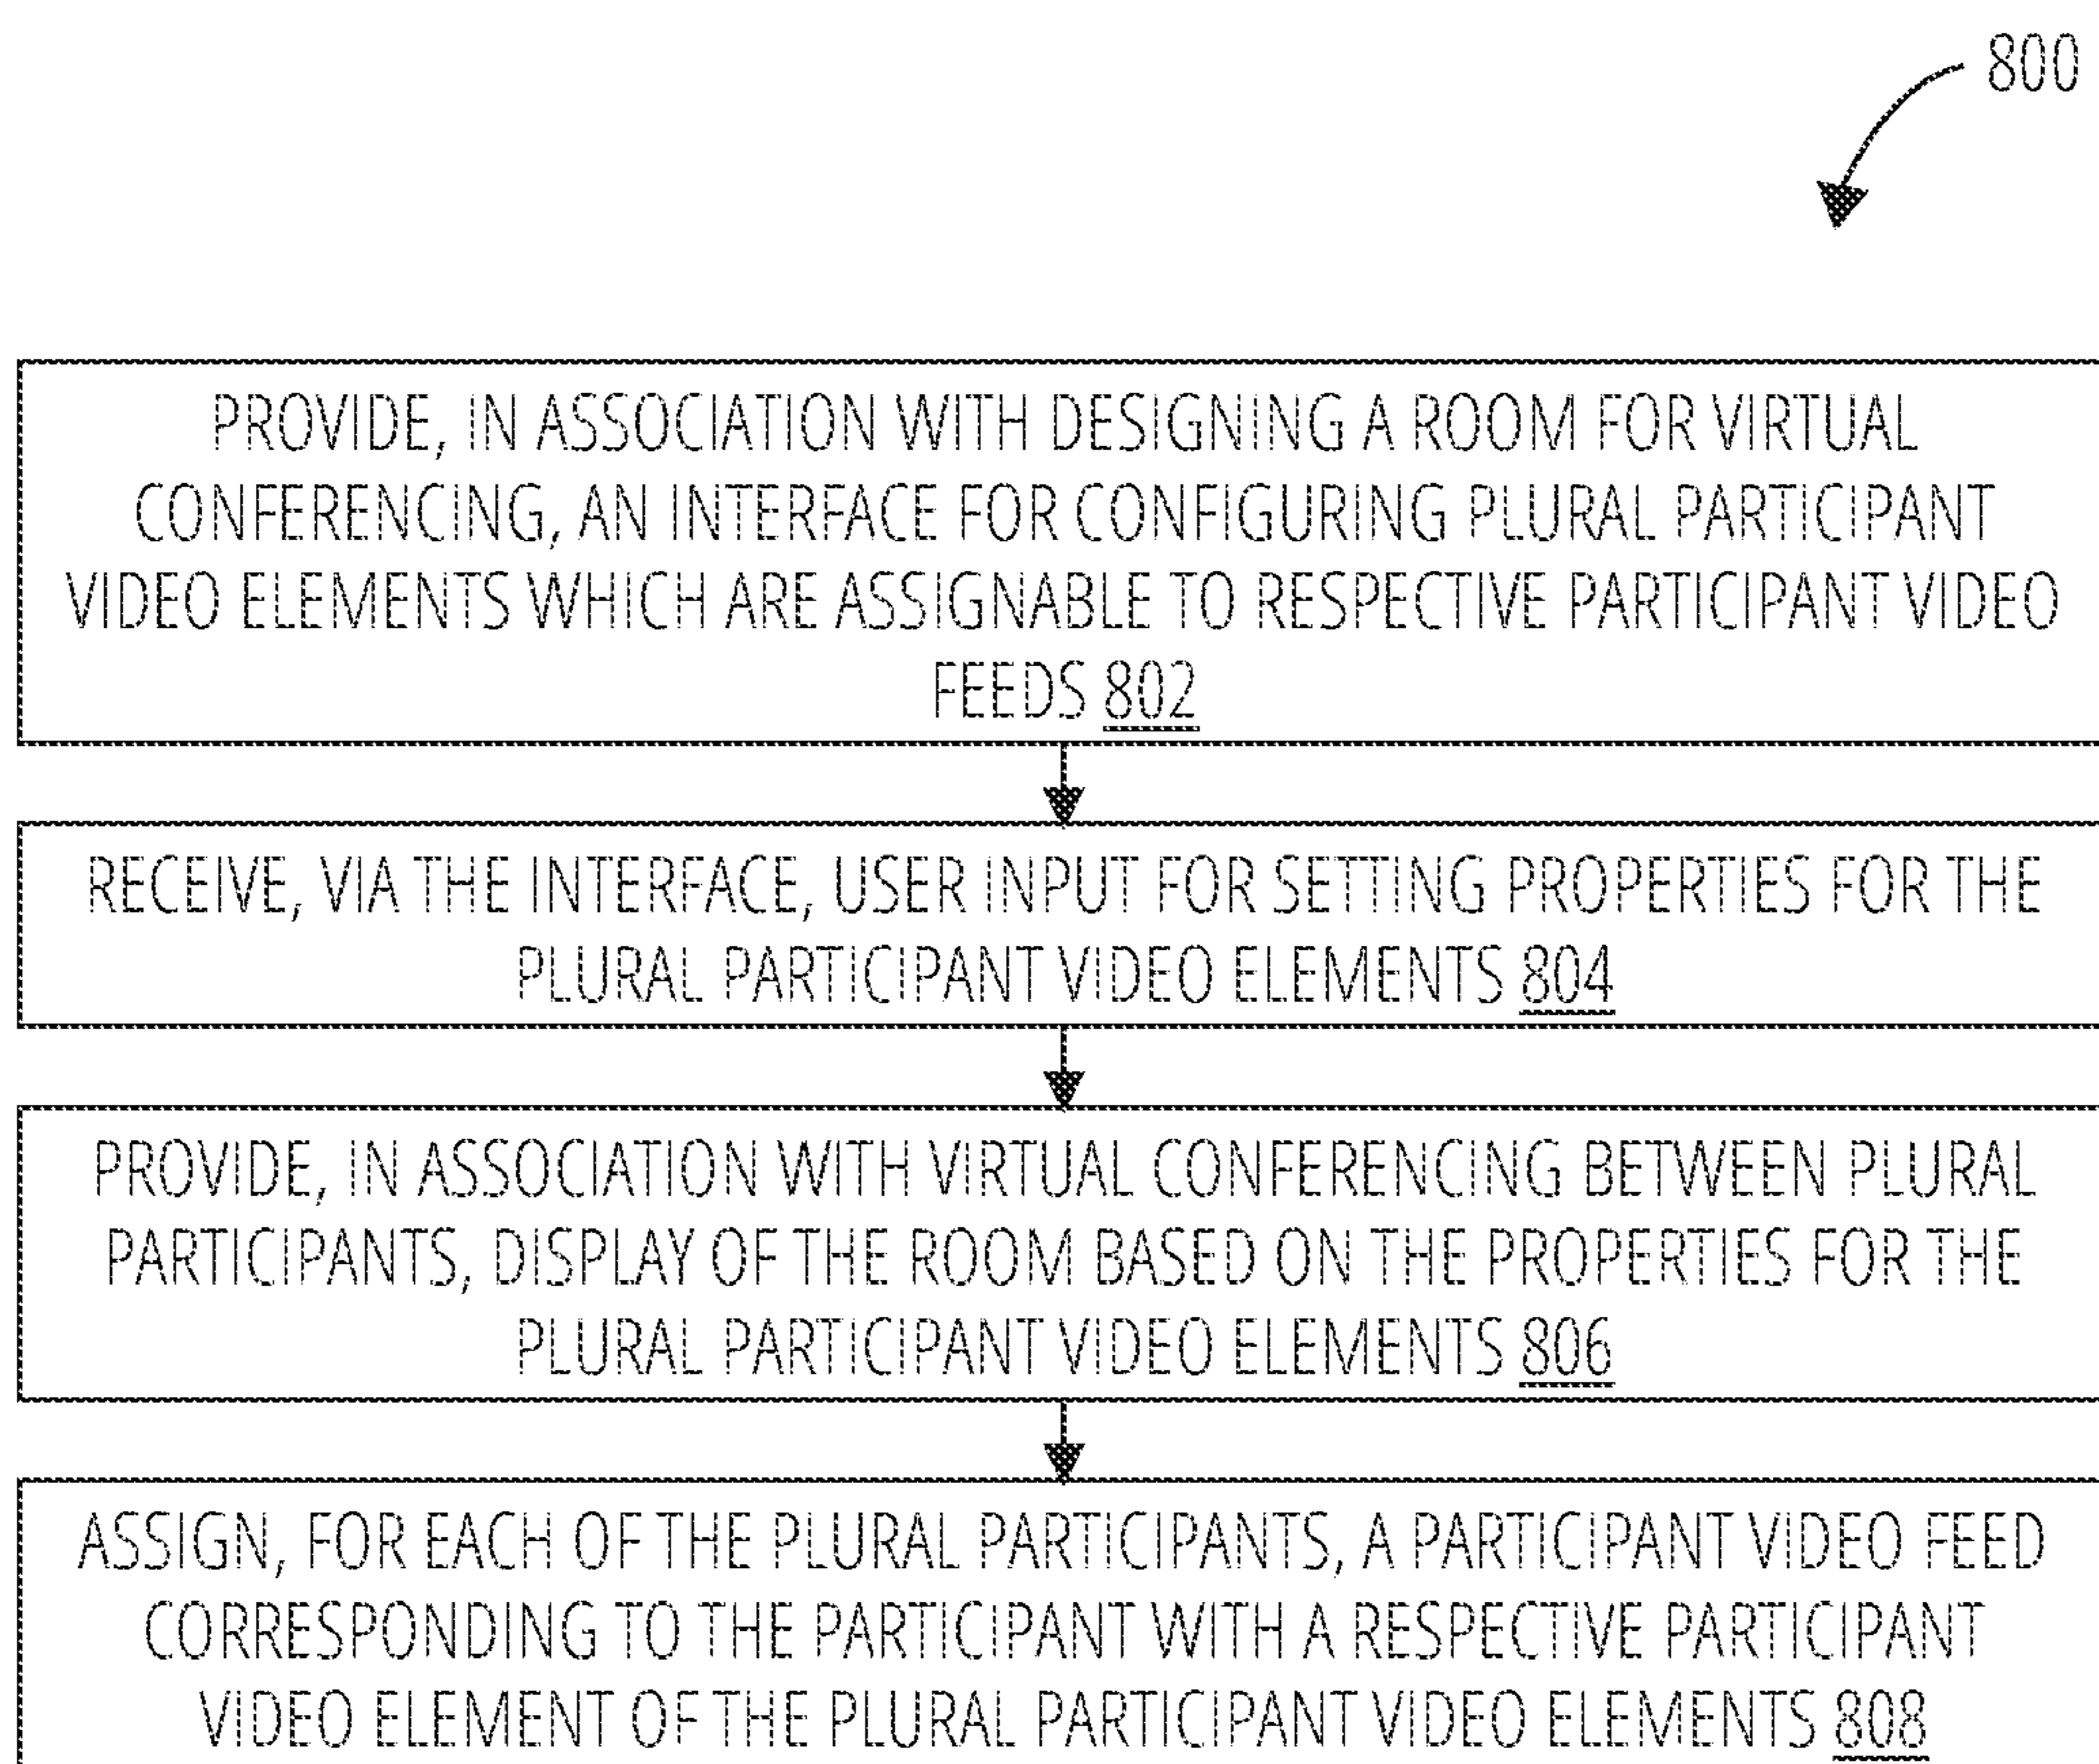 800
PROVIDE, IN ASSOCIATION WITH DESIGNING A ROOM FOR VIRTUAL
CONFERENCING, AN INTERFACE FOR CONFIGURING PLURAL PARTICIPANT
VIDEO ELEMENTS WHICH ARE ASSIGNABLE TO RESPECTIVE PARTICIPANT VIDEO
FEEDS 802
RECEIVE, VIA THE INTERFACE, USER INPUT FOR SETTING PROPERTIES FOR THE
PLURAL PARTICIPANT VIDEO ELEMENTS 804
PROVIDE, IN ASSOCIATION WITH VIRTUAL CONFERENCING BETWEEN PLURAL
PARTICIPANTS, DISPLAY OF THE ROOM BASED ON THE PROPERTIES FOR THE
PLURAL PARTICIPANT VIDEO ELEMENTS 806
ASSIGN, FOR EACH OF THE PLURAL PARTICIPANTS, A PARTICIPANT VIDEO FEED
CORRESPONDING TO THE PARTICIPANT WITH A RESPECTIVE PARTICIPANT
VIDEO ELEMENT OF THE PLURAL PARTICIPANT VIDEO ELEMENTS 808